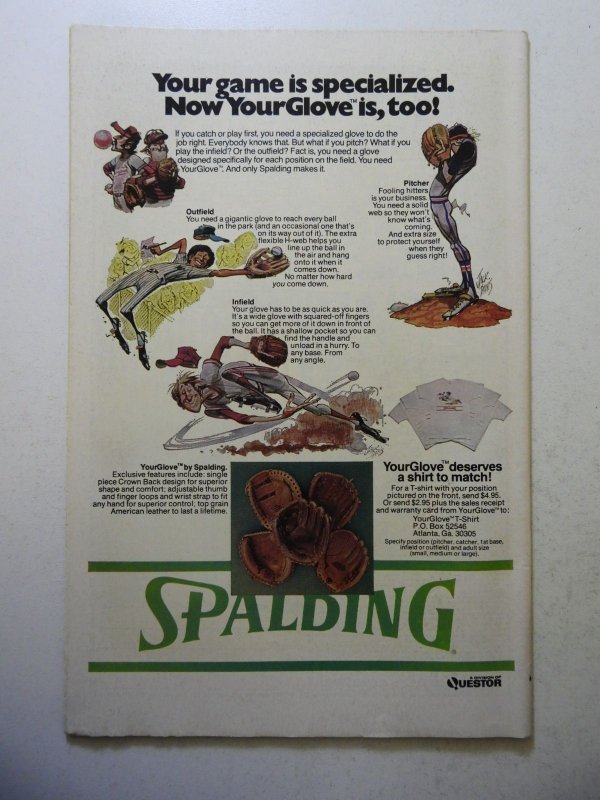 Your game is specialized.
Now YourGlove™ is, too!
If you catch or play first, you need a specialized glove to do the
job right. Everybody knows that. But what if you pitch? What if you
play the infield? Or the outfield? Fact is, you need a glove
designed specifically for each position on the field. You need
YourGlove™. And only Spalding makes it.
Pitcher
Fooling hitters
is your business.
You need a solid
web so they won't
know what's
coming.
And extra size
to protect yourself
when they
guess right!
Outfield
You need a gigantic glove to reach every ball
in the park (and an occasional one that's
on its way out of it). The extra
flexible H-web helps you
line up the ball in
the air and hang
onto it when it
comes down.
No matter how hard
you come down.
Infield
Your glove has to be as quick as you are.
It's a wide glove with squared-off fingers
so you can get more of it down in front of
the ball. It has a shallow pocket so you can
find the handle and
unload in a hurry. To
any base. From
any angle.
YourGlove™ by Spalding.
Exclusive features include: single
piece Crown Back design for superior
shape and comfort; adjustable thumb
and finger loops and wrist strap to fit
any hand for superior control; top grain
American leather to last a lifetime.
YourGlove™ deserves
a shirt to match!
For a T-shirt with your position
pictured on the front, send $4.95.
Or send $2.95 plus the sales receipt
and warranty card from YourGlove™ to:
YourGlove™ T-Shirt
P.O. Box 52546
Atlanta, Ga. 30305
Specify position (pitcher, catcher, 1st base,
infield or outfield) and adult size
(small, medium or large).
SPALDING
A DIVISION OF
QUESTOR